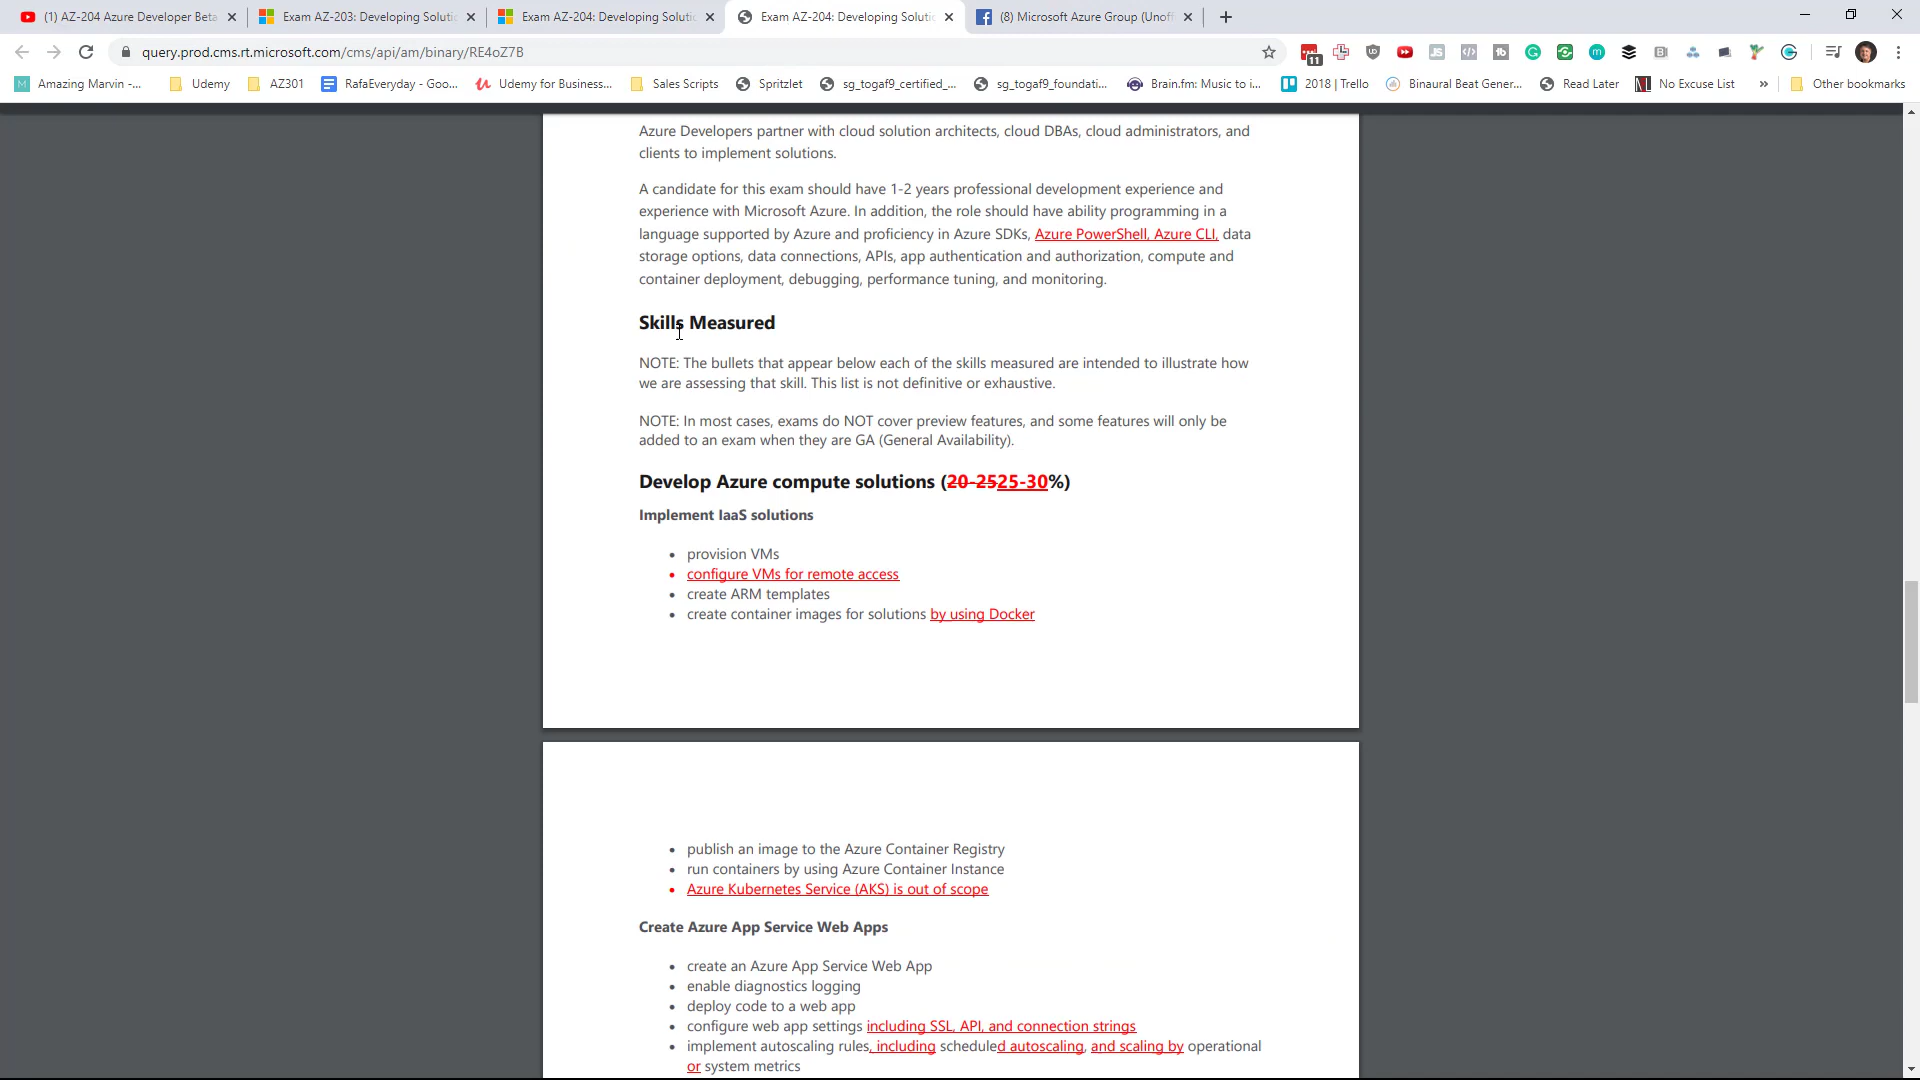 (1) AZ-204 Azure Developer Beta
Exam AZ-203: Developing Soluti
Exam AZ-204: Developing Soluti
Exam AZ-204: Developing Soluti
(8) Microsoft Azure Group (Unoff
query.prod.cms.rt.microsoft.com/cms/api/am/binary/RE4oZ7B
11
Amazing Marvin -...
Udemy
AZ301
RafaEveryday - Goo...
Udemy for Business...
Sales Scripts
Spritzlet
sg_togaf9_certified_...
sg_togaf9_foundati...
Brain.fm: Music to i...
2018 | Trello
Binaural Beat Gener...
Read Later
No Excuse List
»
Other bookmarks
Azure Developers partner with cloud solution architects, cloud DBAs, cloud administrators, and
clients to implement solutions.
A candidate for this exam should have 1-2 years professional development experience and
experience with Microsoft Azure. In addition, the role should have ability programming in a
language supported by Azure and proficiency in Azure SDKs, Azure PowerShell, Azure CLI, data
storage options, data connections, APIs, app authentication and authorization, compute and
container deployment, debugging, performance tuning, and monitoring.
Skills Measured
NOTE: The bullets that appear below each of the skills measured are intended to illustrate how
we are assessing that skill. This list is not definitive or exhaustive.
NOTE: In most cases, exams do NOT cover preview features, and some features will only be
added to an exam when they are GA (General Availability).
Develop Azure compute solutions (20-2525-30%)
Implement IaaS solutions
• provision VMs
• configure VMs for remote access
• create ARM templates
• create container images for solutions by using Docker
• publish an image to the Azure Container Registry
• run containers by using Azure Container Instance
• Azure Kubernetes Service (AKS) is out of scope
Create Azure App Service Web Apps
• create an Azure App Service Web App
• enable diagnostics logging
• deploy code to a web app
• configure web app settings including SSL, API, and connection strings
• implement autoscaling rules, including scheduled autoscaling, and scaling by operational
or system metrics